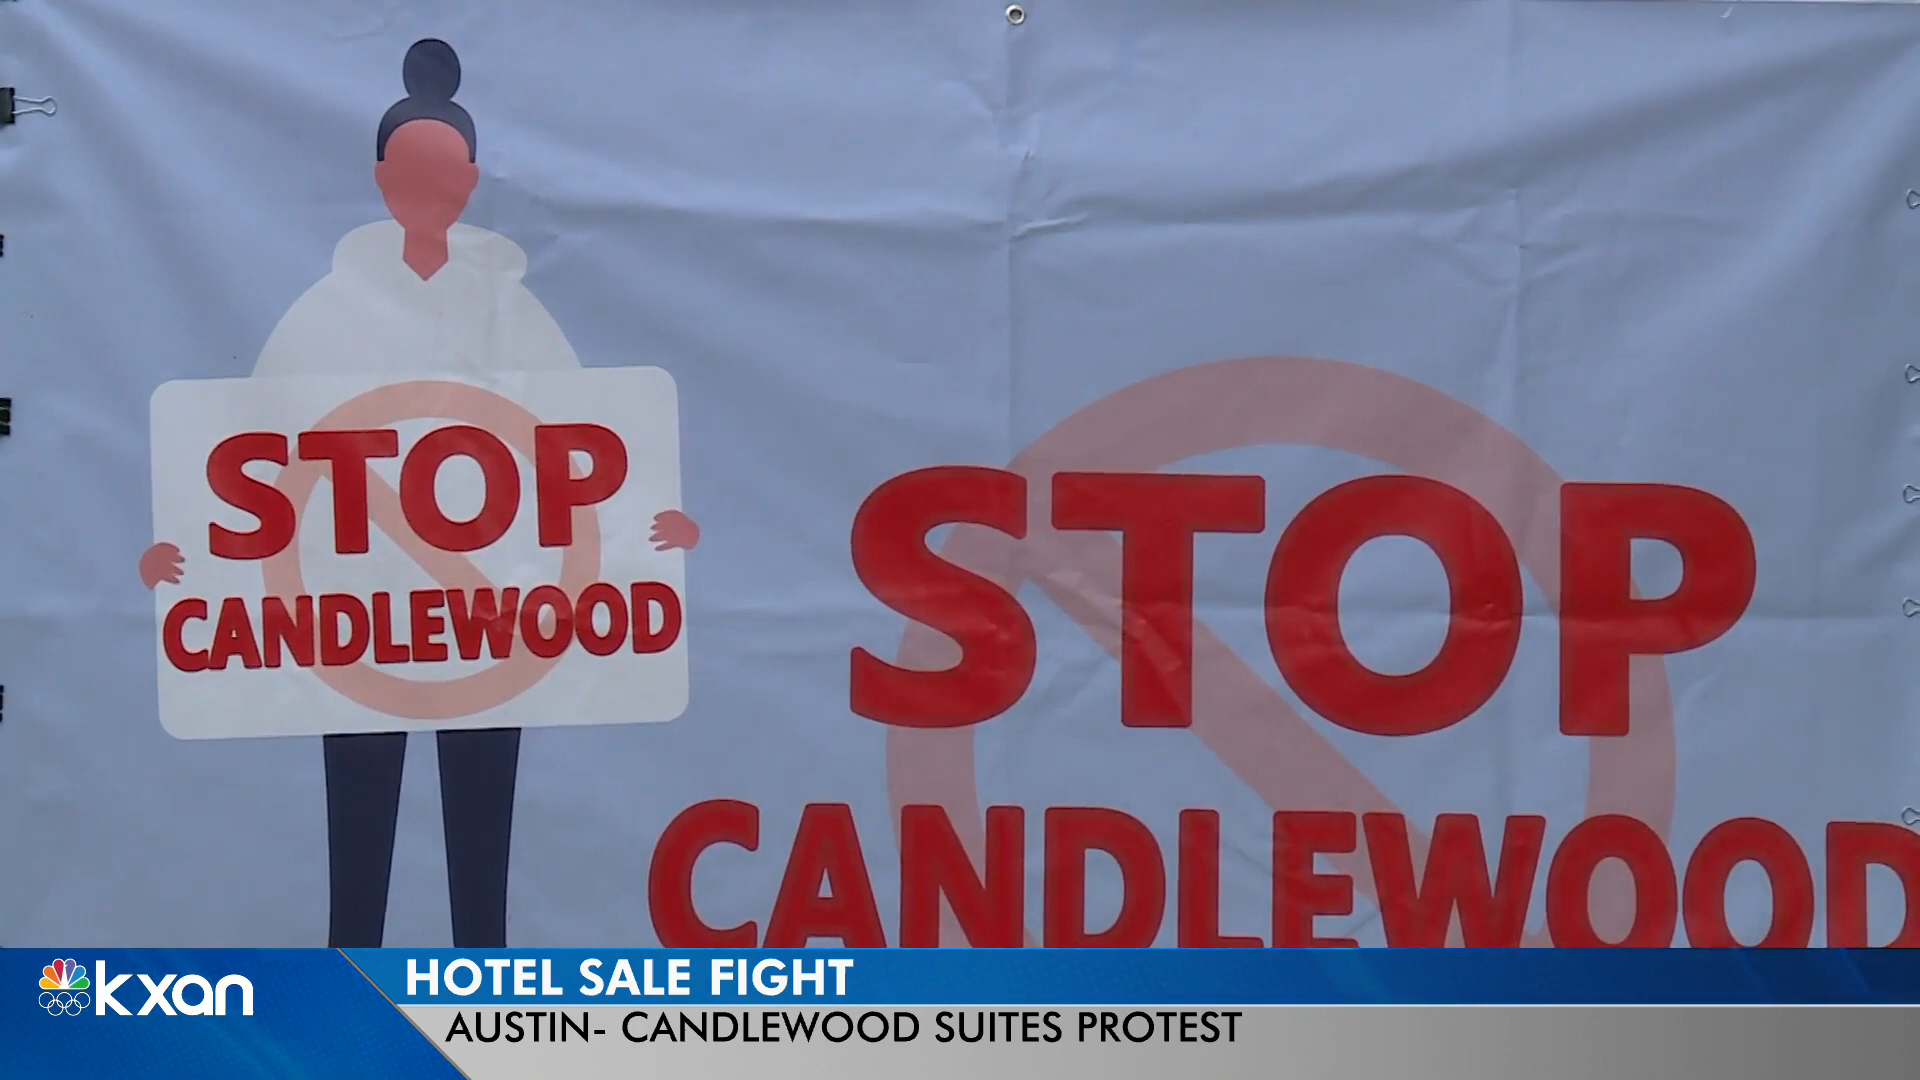 STOP
CANDLEWOOD
STOP
CANDLEWOOD
kxan
HOTEL SALE FIGHT
AUSTIN- CANDLEWOOD SUITES PROTEST